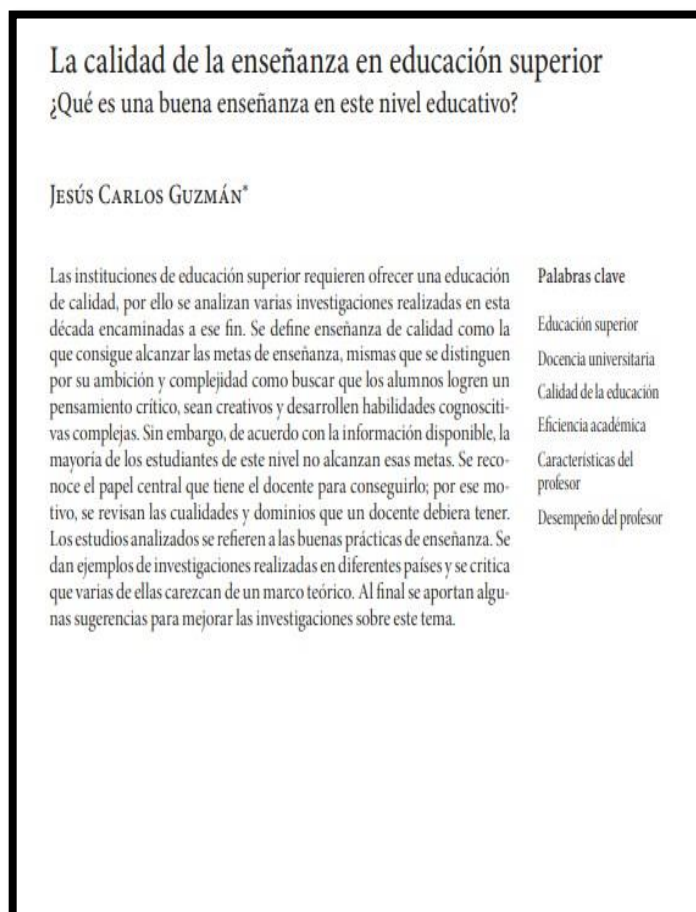 La calidad de la enseñanza en educación superior
¿Qué es una buena enseñanza en este nivel educativo?
Jesús Carlos Guzmán*
Las instituciones de educación superior requieren ofrecer una educación
de calidad, por ello se analizan varias investigaciones realizadas en esta
década encaminadas a ese fin. Se define enseñanza de calidad como la
que consigue alcanzar las metas de enseñanza, mismas que se distinguen
por su ambición y complejidad como buscar que los alumnos logren un
pensamiento crítico, sean creativos y desarrollen habilidades cognosciti-
vas complejas. Sin embargo, de acuerdo con la información disponible, la
mayoría de los estudiantes de este nivel no alcanzan esas metas. Se reco-
noce el papel central que tiene el docente para conseguirlo; por ese mo-
tivo, se revisan las cualidades y dominios que un docente debiera tener.
Los estudios analizados se refieren a las buenas prácticas de enseñanza. Se
dan ejemplos de investigaciones realizadas en diferentes países y se critica
que varias de ellas carezcan de un marco teórico. Al final se aportan algu-
nas sugerencias para mejorar las investigaciones sobre este tema.
Palabras clave
Educación superior
Docencia universitaria
Calidad de la educación
Eficiencia académica
Características del
profesor
Desempeño del profesor